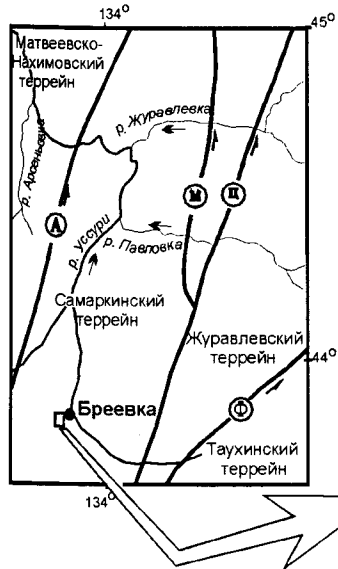 134°
45°
Матвеевско-
Нахимовский
террейн
р. Журавлевка
р. Арсеньевка
А
М
Ц
р. Уссури
р. Павловка
Самаркинский
террейн
Журавлевский
террейн
44°
Бреевка
Ф
Таухинский
террейн
134°